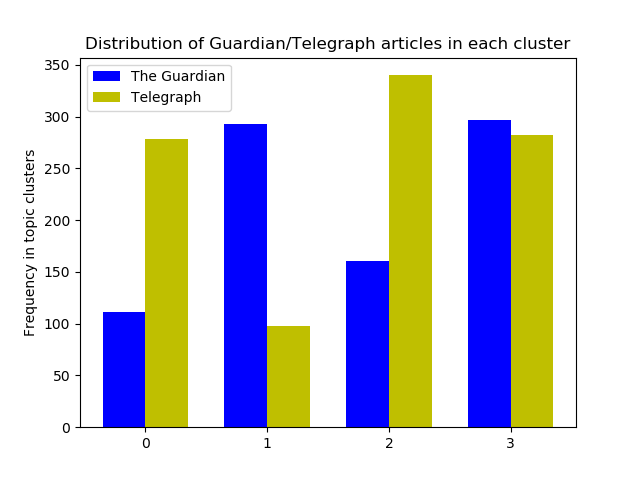 Distribution of Guardian/Telegraph articles in each cluster
The Guardian
Telegraph
Frequency in topic clusters
350
300
250
200
150
100
50
0
0 1 2 3